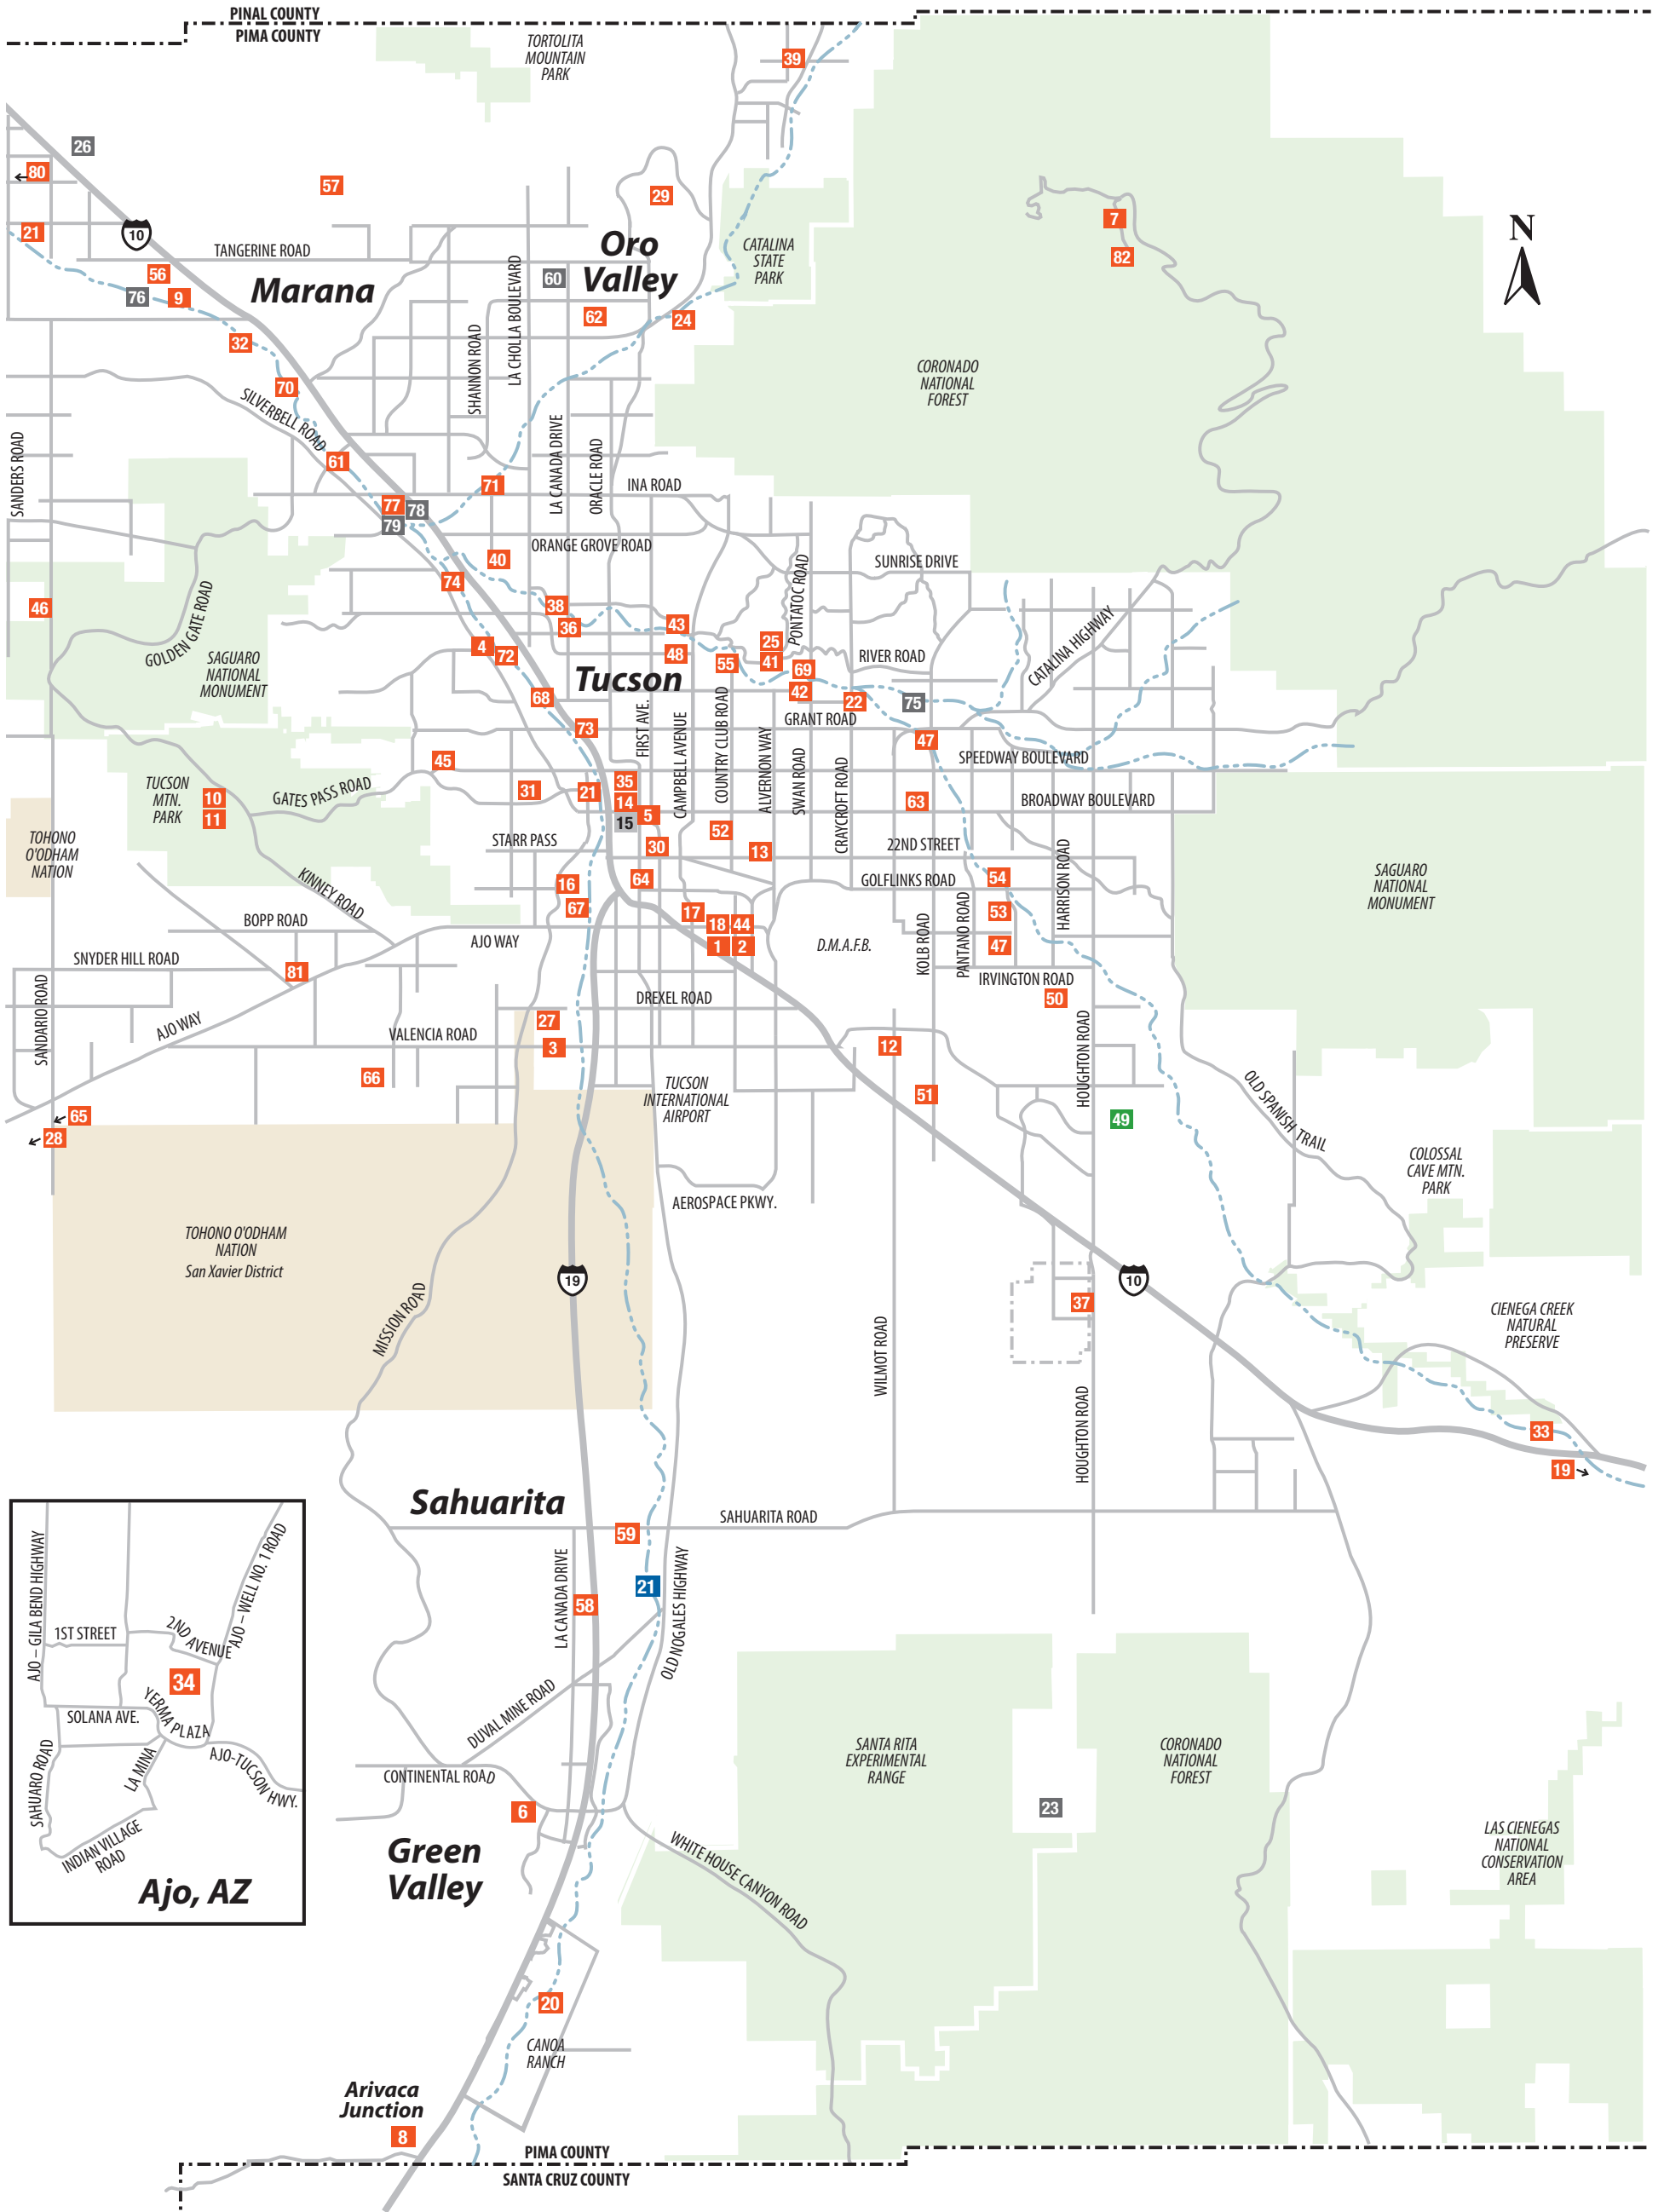 PINAL COUNTY
PIMA COUNTY
TORTOLITA
MOUNTAIN
PARK
39
26
80
57
29
7
N
21
10
TANGERINE ROAD
Oro
Valley
CATALINA
STATE
PARK
82
56
76
9
Marana
60
LA CHOLLA BOULEVARD
62
24
32
SHANNON ROAD
CORONADO
NATIONAL
FOREST
70
SILVERBELL ROAD
SANDERS ROAD
LA CANADA DRIVE
ORACLE ROAD
61
71
INA ROAD
77
78
79
ORANGE GROVE ROAD
40
SUNRISE DRIVE
PONTATOC ROAD
74
46
38
36
43
GOLDEN GATE ROAD
CATALINA HIGHWAY
25
4
72
48
55
41
69
RIVER ROAD
SAGUARO
NATIONAL
MONUMENT
Tucson
68
42
22
75
73
FIRST AVE.
CAMPBELL AVENUE
COUNTRY CLUB ROAD
ALVERNON WAY
SWAN ROAD
CRAYCROFT ROAD
GRANT ROAD
47
SPEEDWAY BOULEVARD
45
TUCSON
MTN.
PARK
10
11
GATES PASS ROAD
31
21
35
14
5
15
63
BROADWAY BOULEVARD
TOHONO
O'ODHAM
NATION
STARR PASS
30
52
13
22ND STREET
KINNEY ROAD
16
64
GOLFLINKS ROAD
54
HARRISON ROAD
SAGUARO
NATIONAL
MONUMENT
67
17
53
BOPP ROAD
18
44
AJO WAY
1
2
D.M.A.F.B.
KOLB ROAD
PANTANO ROAD
47
SNYDER HILL ROAD
81
IRVINGTON ROAD
SANDARIO ROAD
50
DREXEL ROAD
AJO WAY
27
VALENCIA ROAD
3
12
HOUGHTON ROAD
66
TUCSON
INTERNATIONAL
AIRPORT
51
OLD SPANISH TRAIL
65
49
28
COLOSSAL
CAVE MTN.
PARK
AEROSPACE PKWY.
TOHONO O'ODHAM
NATION
San Xavier District
19
10
MISSION ROAD
37
CIENEGA CREEK
NATURAL
PRESERVE
WILMOT ROAD
HOUGHTON ROAD
33
19
Sahuarita
SAHUARITA ROAD
59
LA CANADA DRIVE
21
58
OLD NOGALES HIGHWAY
AJO – GILA BEND HIGHWAY
AJO – WELL NO. 1 ROAD
1ST STREET
2ND AVENUE
34
YERMA PLAZA
SOLANA AVE.
SAHUARO ROAD
LA MINA
AJO-TUCSON HWY.
INDIAN VILLAGE
ROAD
Ajo, AZ
DUVAL MINE ROAD
CONTINENTAL ROAD
SANTA RITA
EXPERIMENTAL
RANGE
CORONADO
NATIONAL
FOREST
23
6
Green
Valley
WHITE HOUSE CANYON ROAD
LAS CIENEGAS
NATIONAL
CONSERVATION
AREA
20
CANOA
RANCH
Arivaca
Junction
8
PIMA COUNTY
SANTA CRUZ COUNTY